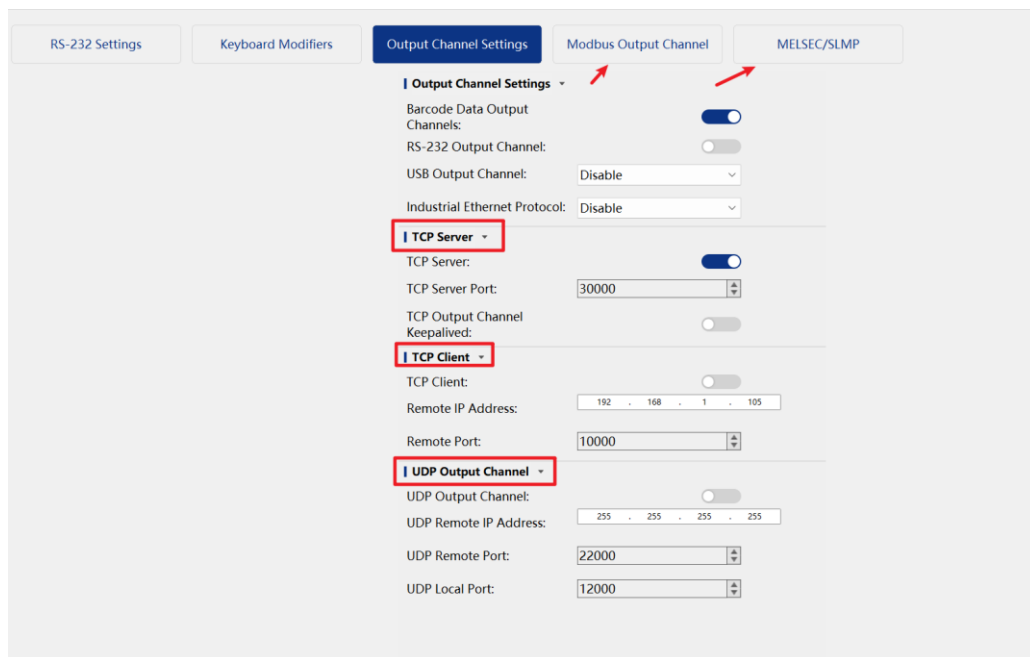 RS-232 Settings
Keyboard Modifiers
Output Channel Settings
Modbus Output Channel
MELSEC/SLMP
Output Channel Settings
Barcode Data Output
Channels:
RS-232 Output Channel:
USB Output Channel: Disable
Industrial Ethernet Protocol: Disable
TCP Server
TCP Server:
TCP Server Port: 30000
TCP Output Channel
Keepalived:
TCP Client
TCP Client:
Remote IP Address: 192 . 168 . 1 . 105
Remote Port: 10000
UDP Output Channel
UDP Output Channel:
UDP Remote IP Address: 255 . 255 . 255 . 255
UDP Remote Port: 22000
UDP Local Port: 12000